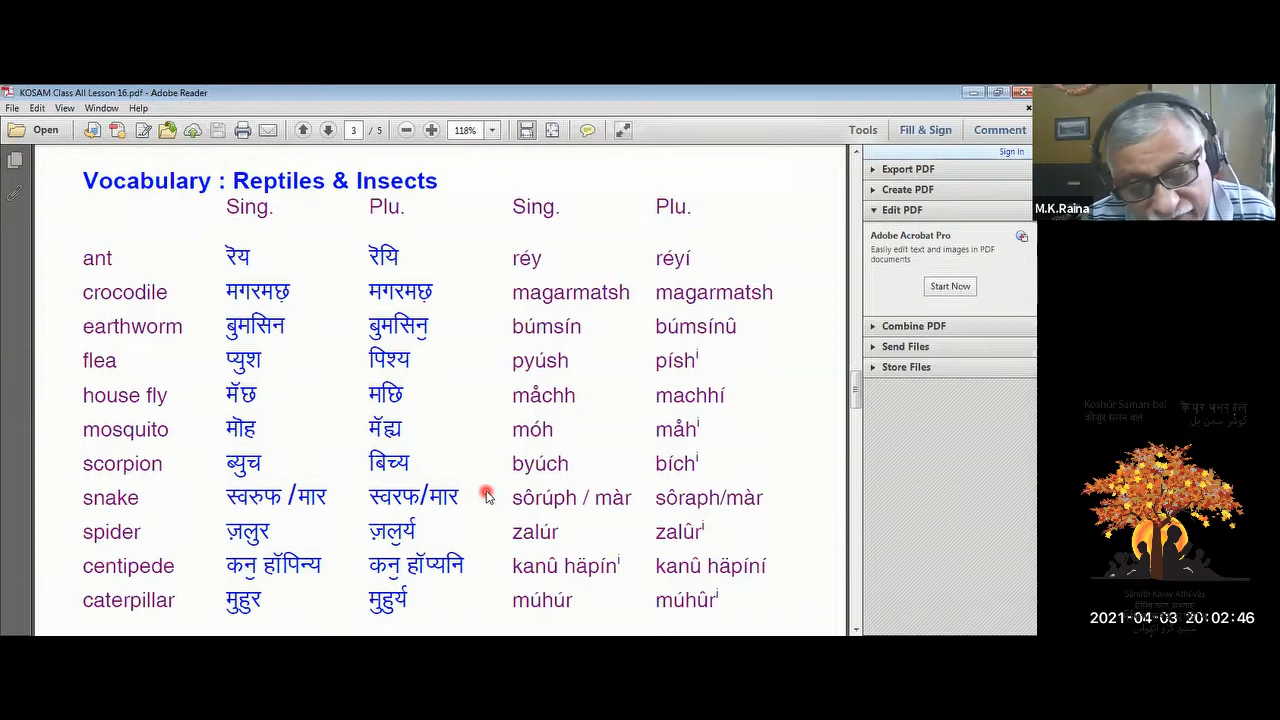 KOSAM Class All Lesson 16.pdf - Adobe Reader
File Edit View Window Help
Open 3 / 5 118% Tools Fill & Sign Comment
Sign In
Vocabulary : Reptiles & Insects
Sing. Plu. Sing. Plu.
ant रॆय रॆयि réy réyí
crocodile मगरमछ़ मगरमछ़ magarmatsh magarmatsh
earthworm बुमसिन बुमसिन॒ búmsín búmsínû
flea प्युश पिश्य pyúsh píshⁱ
house fly मॅछ मछि måchh machhí
mosquito मॊह मॅह्य móh måhⁱ
scorpion ब्युच बिच्य byúch bíchⁱ
snake स्वरुफ /मार स्वरफ/मार sôrúph / màr sôraph/màr
spider ज़लुर ज़ल॒र्य zalúr zalûrⁱ
centipede कन॒ हॉपिन्य कन॒ हॉप्यनि kanû häpínⁱ kanû häpíní
caterpillar मुहुर मुहुर्य múhúr múhûrⁱ
Export PDF
Create PDF
Edit PDF
Adobe Acrobat Pro
Easily edit text and images in PDF
documents
Start Now
Combine PDF
Send Files
Store Files
M.K.Raina
2021-04-03 20:02:46